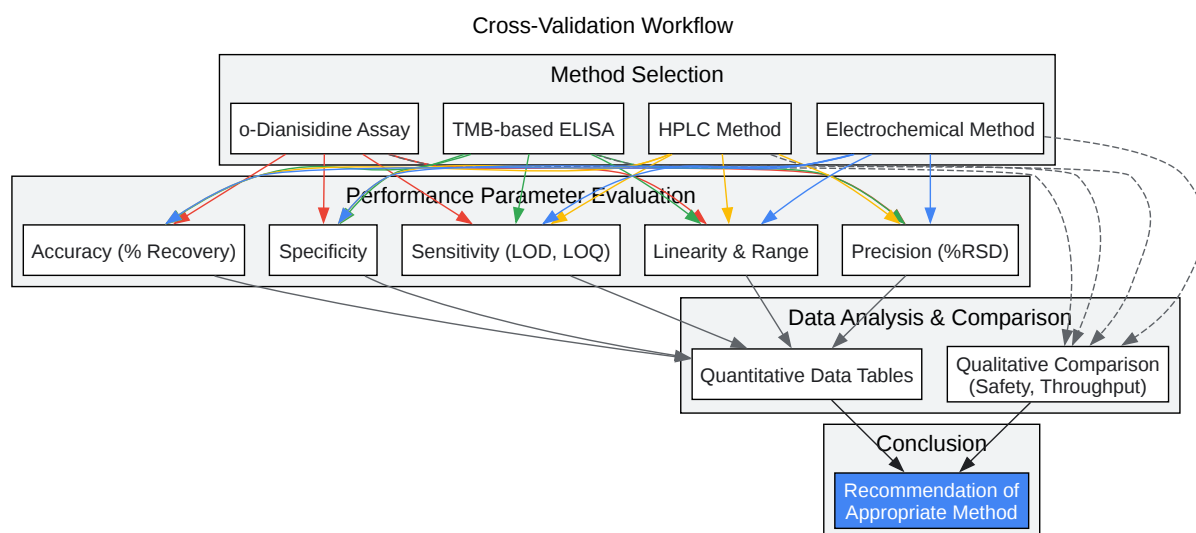 Cross-Validation Workflow
Method Selection
o-Dianisidine Assay
TMB-based ELISA
HPLC Method
Electrochemical Method
Performance Parameter Evaluation
Accuracy (% Recovery)
Specificity
Sensitivity (LOD, LOQ)
Linearity & Range
Precision (%RSD)
Data Analysis & Comparison
Quantitative Data Tables
Qualitative Comparison
(Safety, Throughput)
Conclusion
Recommendation of
Appropriate Method